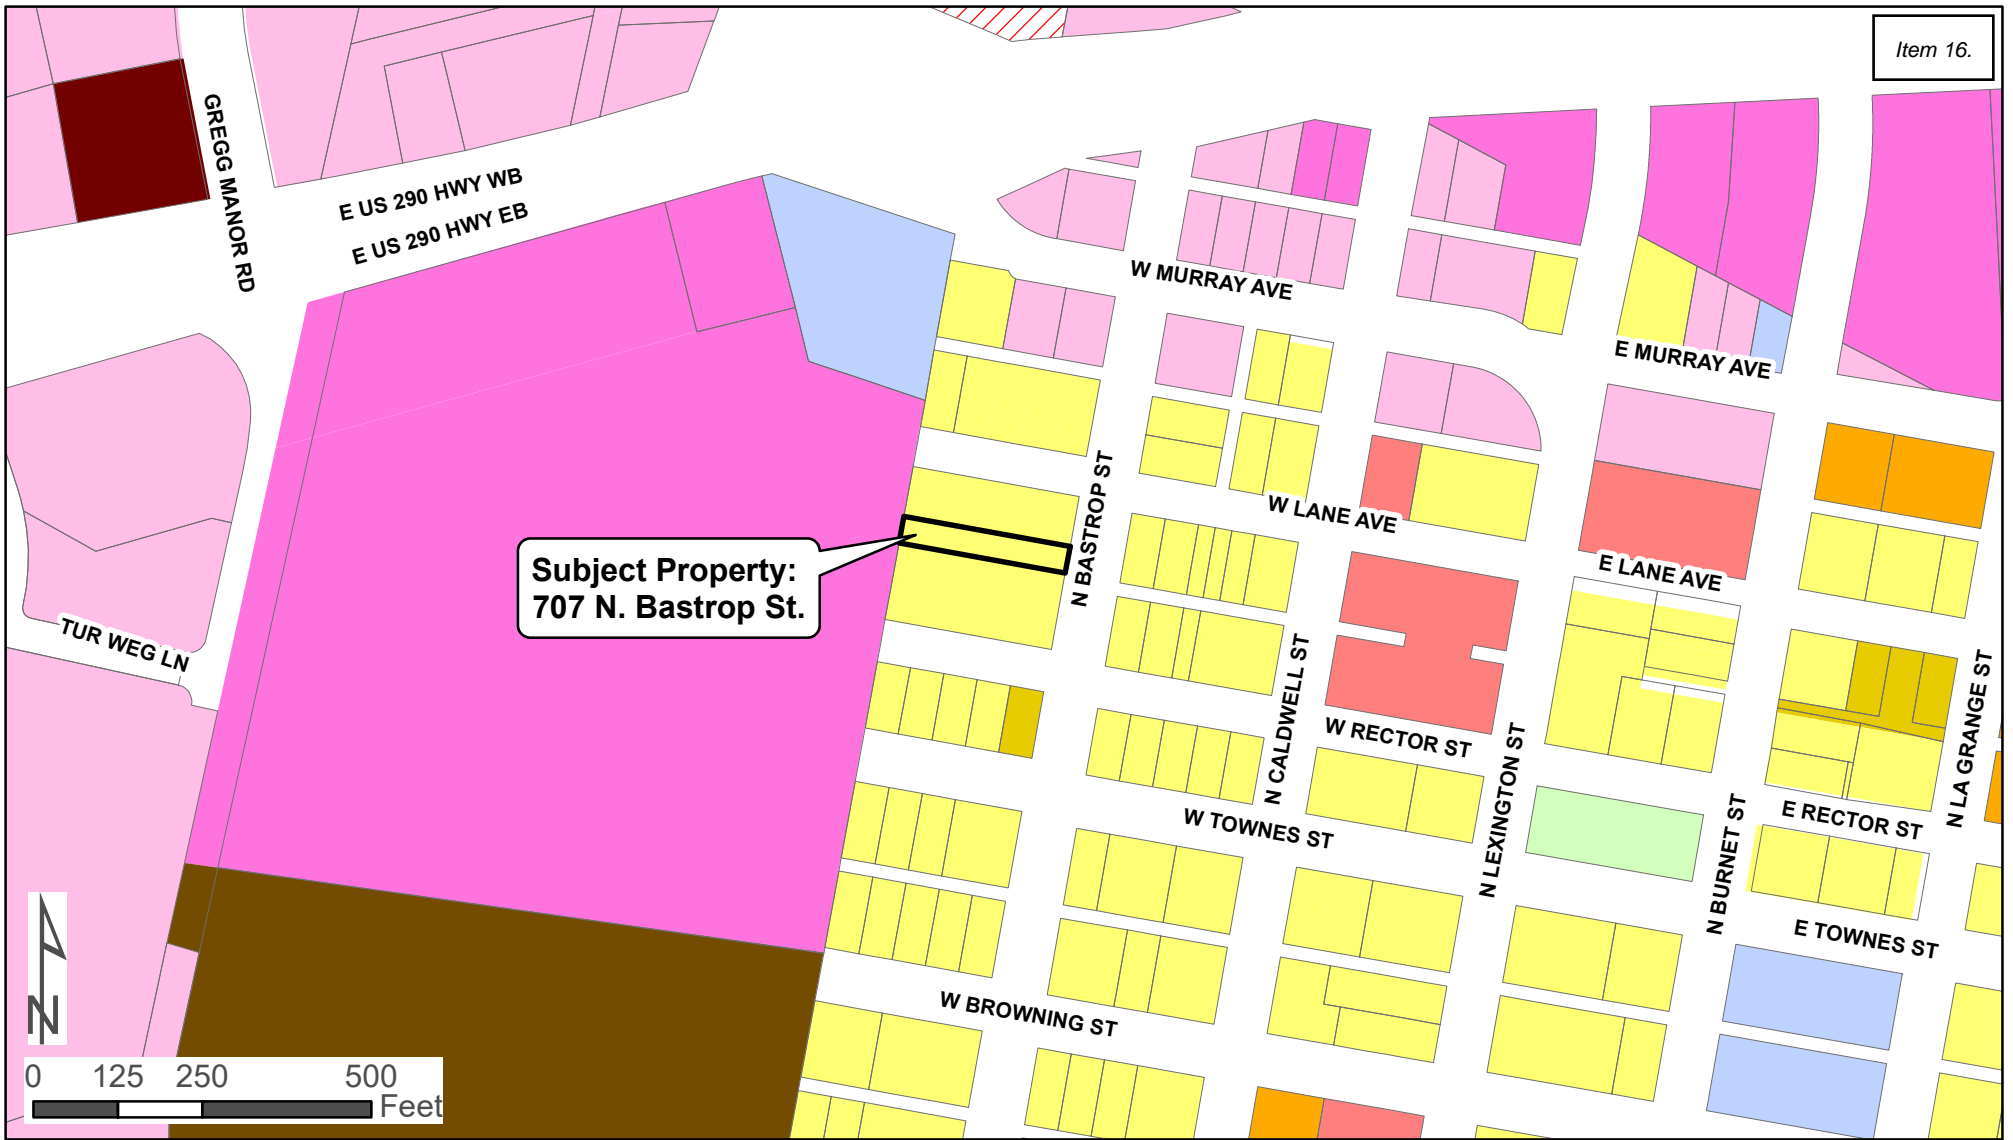 Item 16.
GREGG MANOR RD
E US 290 HWY WB
E US 290 HWY EB
W MURRAY AVE
E MURRAY AVE
N BASTROP ST
W LANE AVE
E LANE AVE
Subject Property:
707 N. Bastrop St.
TUR WEG LN
N CALDWELL ST
W RECTOR ST
N LEXINGTON ST
N LA GRANGE ST
W TOWNES ST
N BURNET ST
E RECTOR ST
E TOWNES ST
W BROWNING ST
N
0 125 250 500
Feet